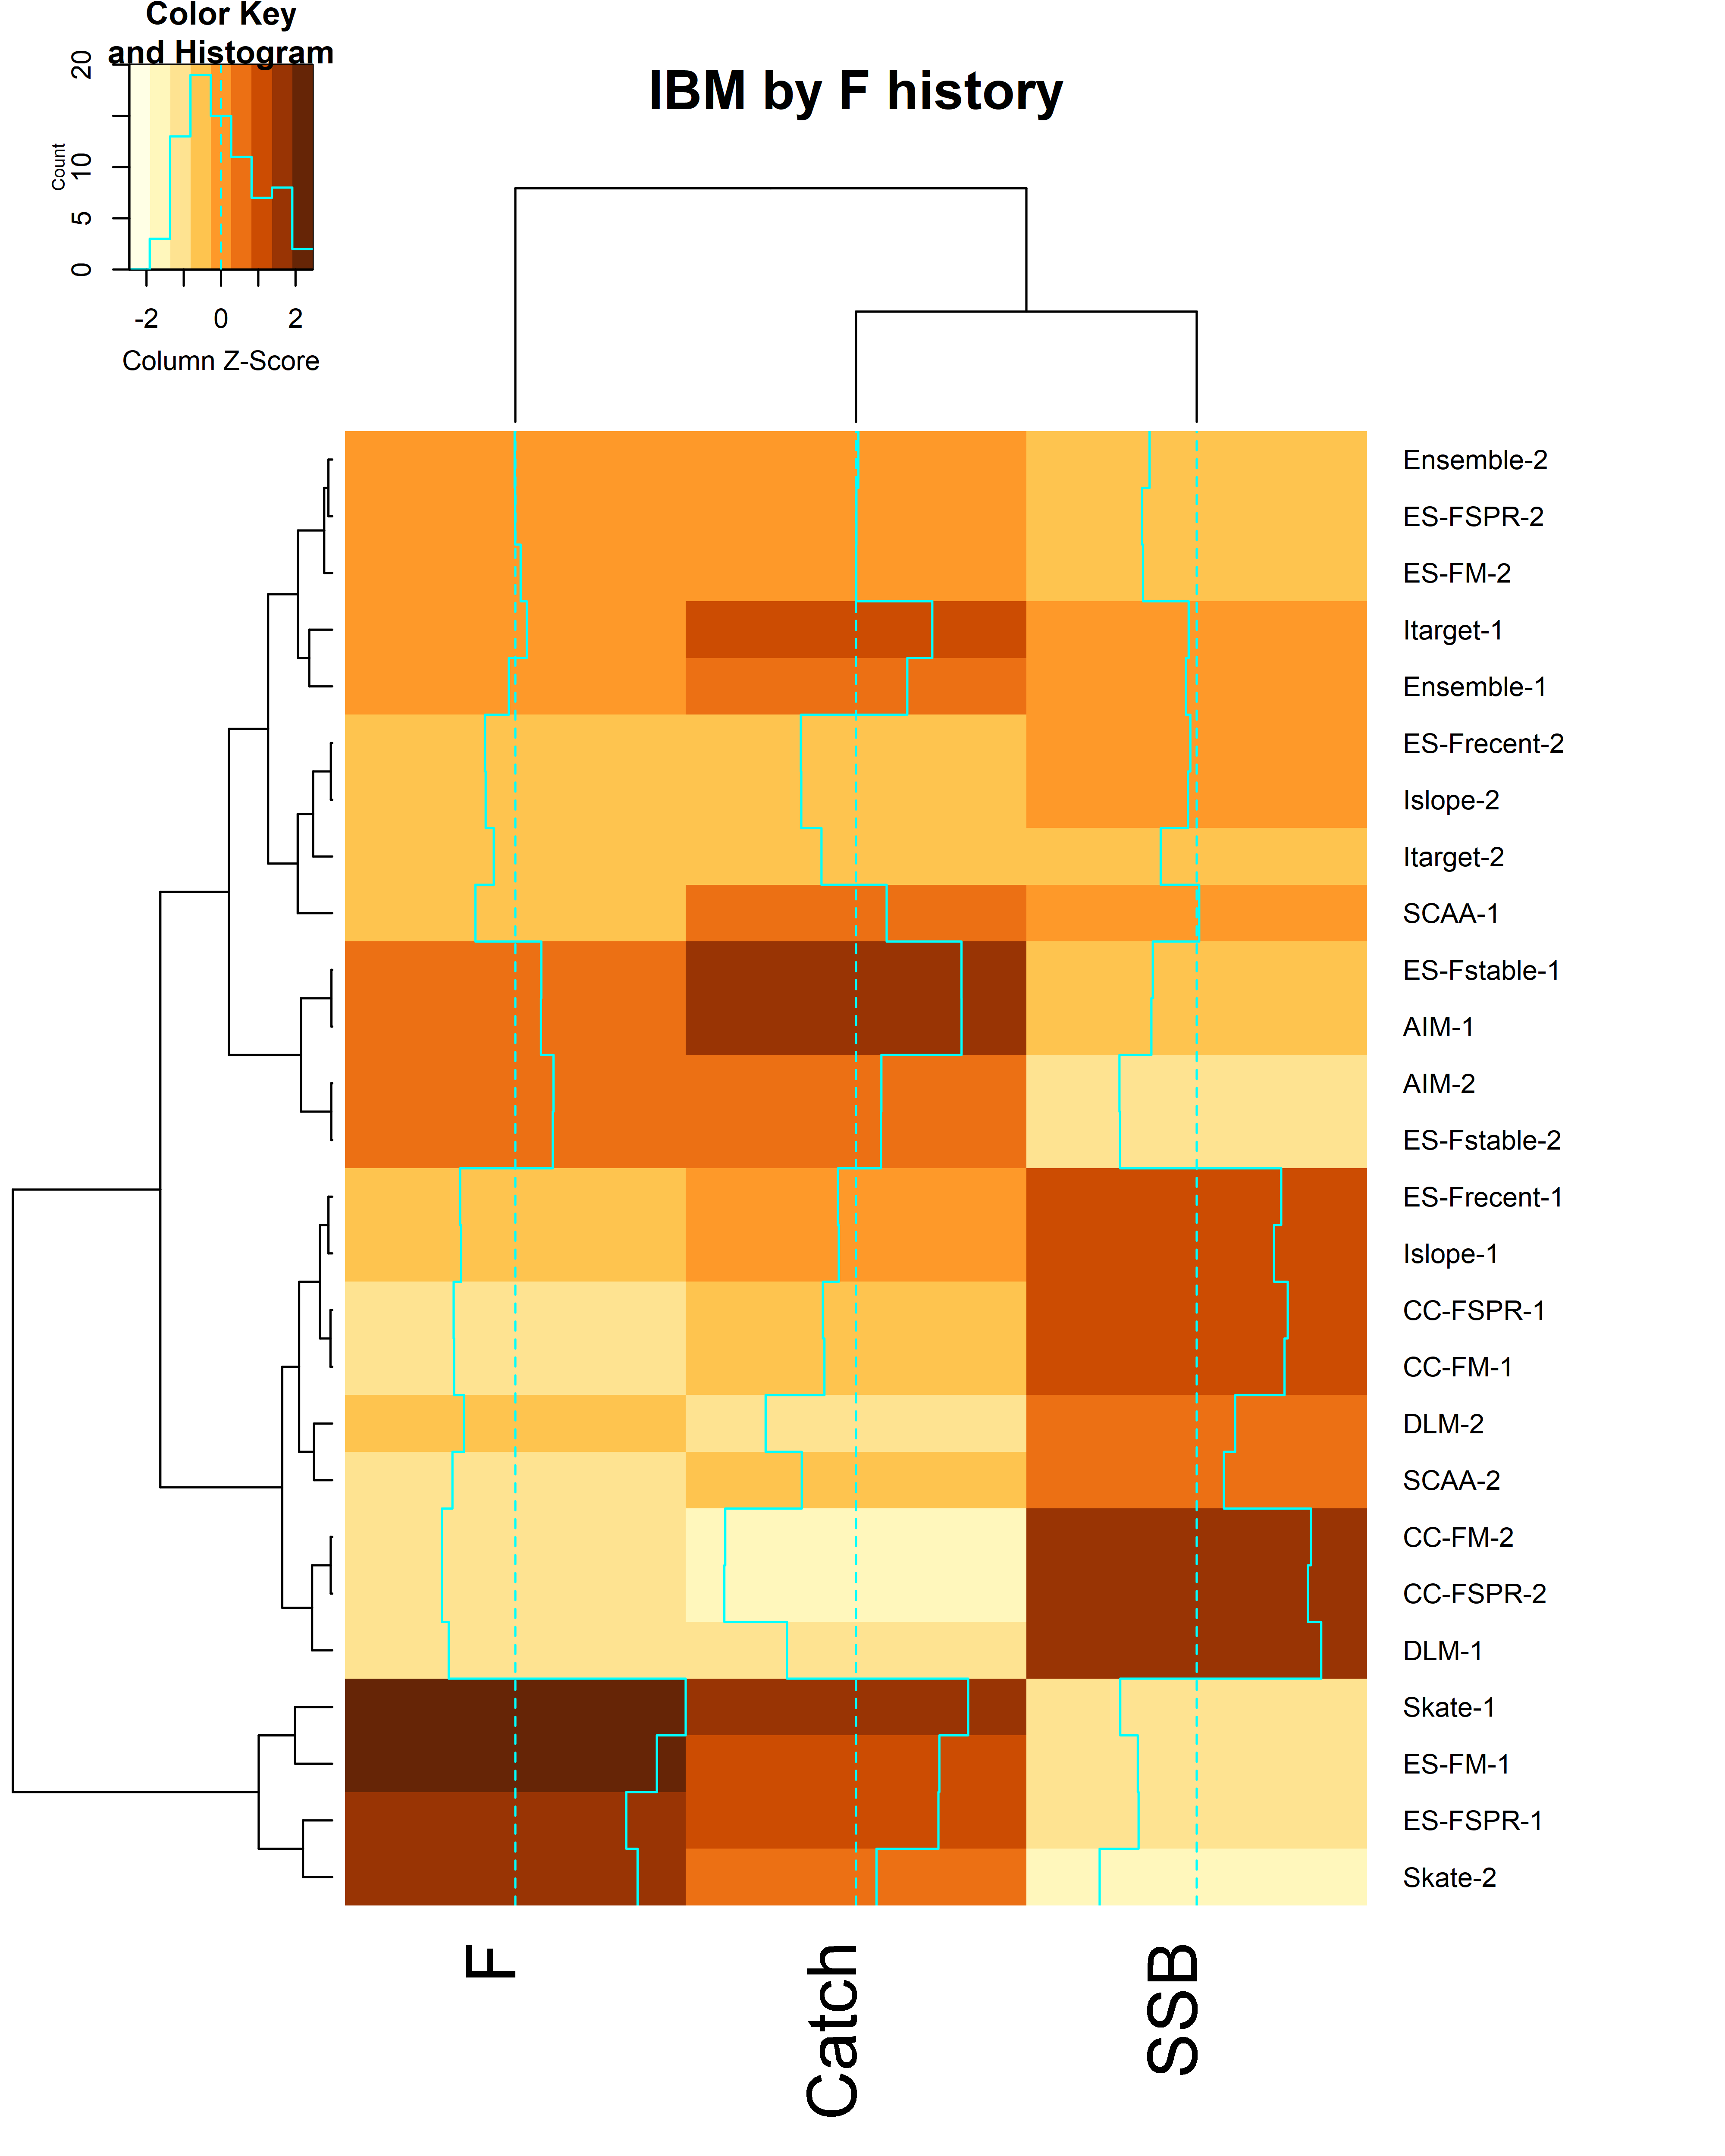 Color Key
and Histogram
IBM by F history
20
10
5
0
Count
-2 0 2
Column Z-Score
Ensemble-2
ES-FSPR-2
ES-FM-2
Itarget-1
Ensemble-1
ES-Frecent-2
Islope-2
Itarget-2
SCAA-1
ES-Fstable-1
AIM-1
AIM-2
ES-Fstable-2
ES-Frecent-1
Islope-1
CC-FSPR-1
CC-FM-1
DLM-2
SCAA-2
CC-FM-2
CC-FSPR-2
DLM-1
Skate-1
ES-FM-1
ES-FSPR-1
Skate-2
F
Catch
SSB